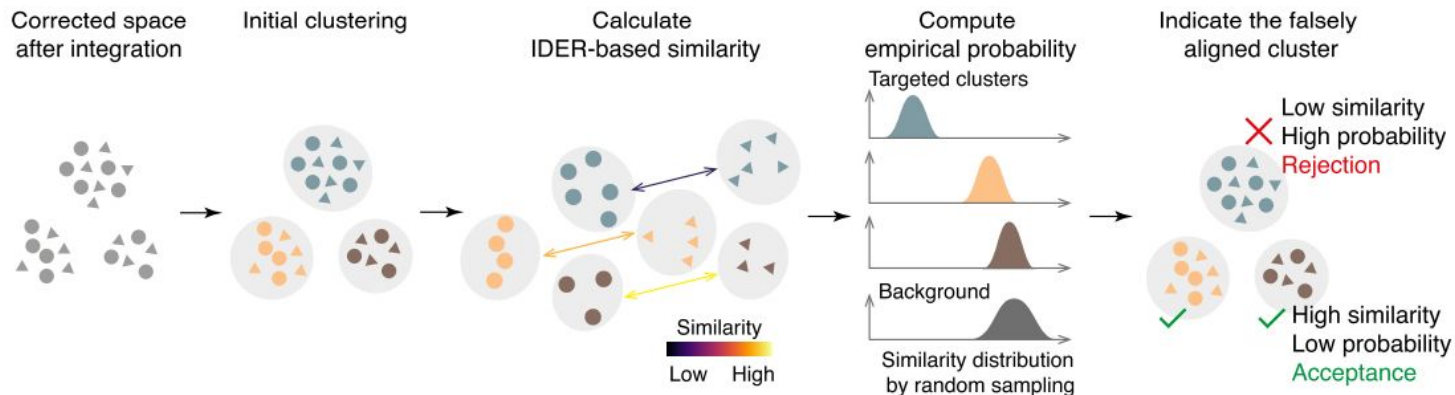 Corrected space
after integration
Initial clustering
Calculate
IDER-based similarity
Compute
empirical probability
Indicate the falsely
aligned cluster
Targeted clusters
Background
Similarity distribution
by random sampling
Similarity
Low
High
Low similarity
High probability
Rejection
High similarity
Low probability
Acceptance